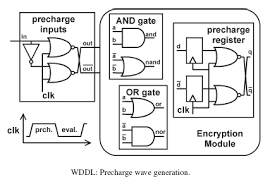 precharge
inputs
in
out
out
clk
AND gate
a
b
and
a
b
nand
OR gate
a
b
or
a
b
nor
precharge
register
d
q
d
q
clk
Encryption
Module
clk
prch.
eval.
WDDL: Precharge wave generation.